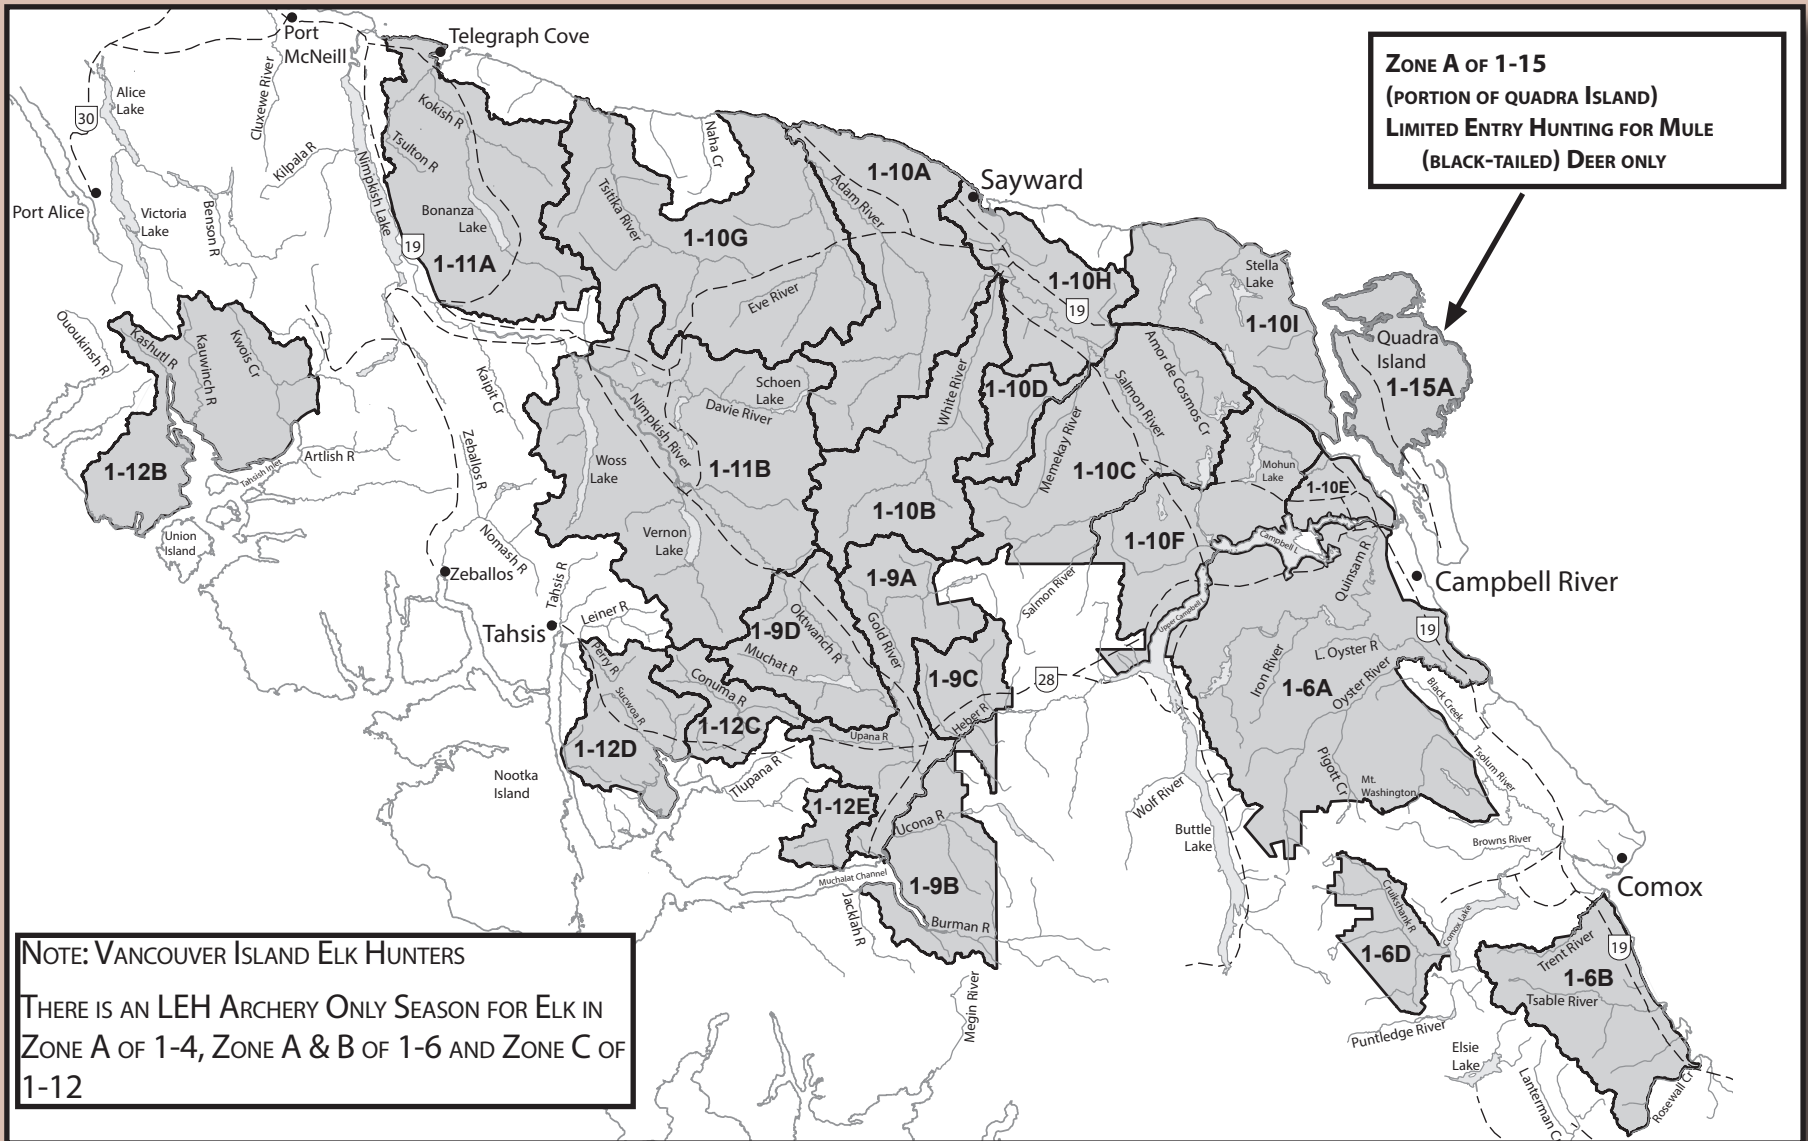 Port
McNeill
Telegraph Cove
Zone A of 1-15
(portion of quadra Island)
Limited Entry Hunting for Mule
(black-tailed) Deer only
30
Alice
Lake
Cluxewe River
Kilpala R
Nimpkish Lake
Kokish R
Tsulton R
Bonanza
Lake
19
1-11A
Port Alice
Victoria
Lake
Benson R
Naha Cr
Tsitika River
1-10G
Eve River
1-10A
Adam River
Sayward
1-10H
19
Stella
Lake
1-10I
Quadra
Island
1-15A
Ououkinsh R
Kashutl R
Kauwinch R
Kwois Cr
1-12B
Tahsish Inlet
Artlish R
Union
Island
Kaipit Cr
Zeballos R
Nomash R
Zeballos
Schoen
Lake
Davie River
Nimpkish River
Woss
Lake
1-11B
Vernon
Lake
White River
1-10D
Memekay River
Salmon River
Amor de Cosmos Cr
1-10C
1-10B
Mohun
Lake
1-10E
1-10F
Campbell L
Quinsam R
Campbell River
Tahsis R
Leiner R
Tahsis
1-9A
Gold River
Salmon River
Upper Campbell L
1-9D
Oktwanch R
Muchat R
19
L. Oyster R
Oyster River
Iron River
1-6A
Black Creek
Perry R
Sucwoa R
Conuma R
1-12C
1-12D
1-9C
Heber R
28
Upana R
Tlupana R
Nootka
Island
Tsolum River
Pigott Cr
Mt.
Washington
Wolf River
Buttle
Lake
1-12E
Ucona R
Browns River
Comox
Muchalat Channel
1-9B
Jacklah R
Burman R
Cruikshank R
Comox Lake
1-6D
Trent River
19
1-6B
Tsable River
Puntledge River
Megin River
Elsie
Lake
Lanterman C
Rosewall Cr
Note: Vancouver Island Elk Hunters
There is an LEH Archery Only Season for Elk in
Zone A of 1-4, Zone A & B of 1-6 and Zone C of
1-12